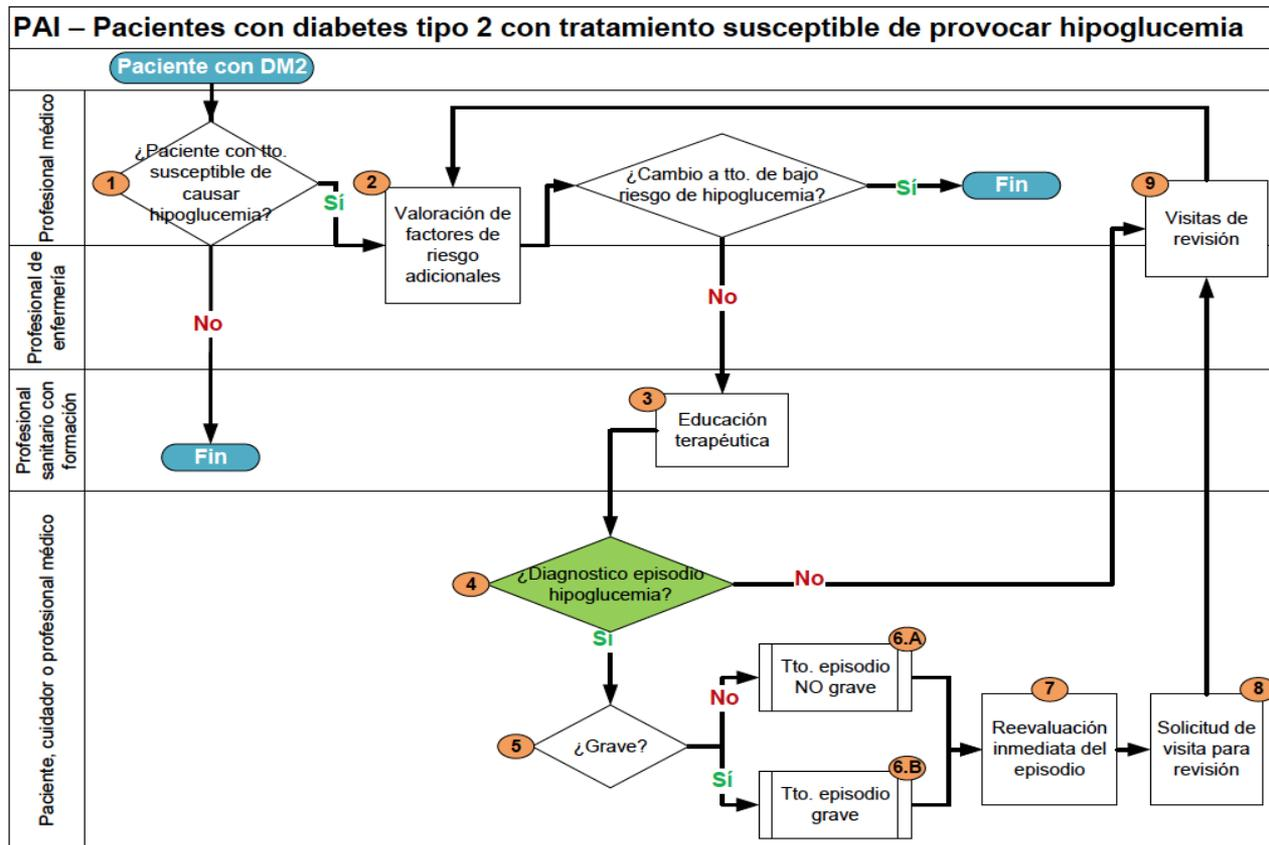 PAI – Pacientes con diabetes tipo 2 con tratamiento susceptible de provocar hipoglucemia
Paciente con DM2
Profesional médico
1
¿Paciente con tto.
susceptible de
causar
hipoglucemia?
Sí
2
Valoración de
factores de
riesgo
adicionales
¿Cambio a tto. de bajo
riesgo de hipoglucemia?
Sí
Fin
9
Visitas de
revisión
Profesional de
enfermería
No
No
Profesional
sanitario con
formación
Fin
3
Educación
terapéutica
Paciente, cuidador o profesional médico
4
¿Diagnostico episodio
hipoglucemia?
No
Sí
5
¿Grave?
No
Sí
6.A
Tto. episodio
NO grave
6.B
Tto. episodio
grave
7
Reevaluación
inmediata del
episodio
8
Solicitud de
visita para
revisión